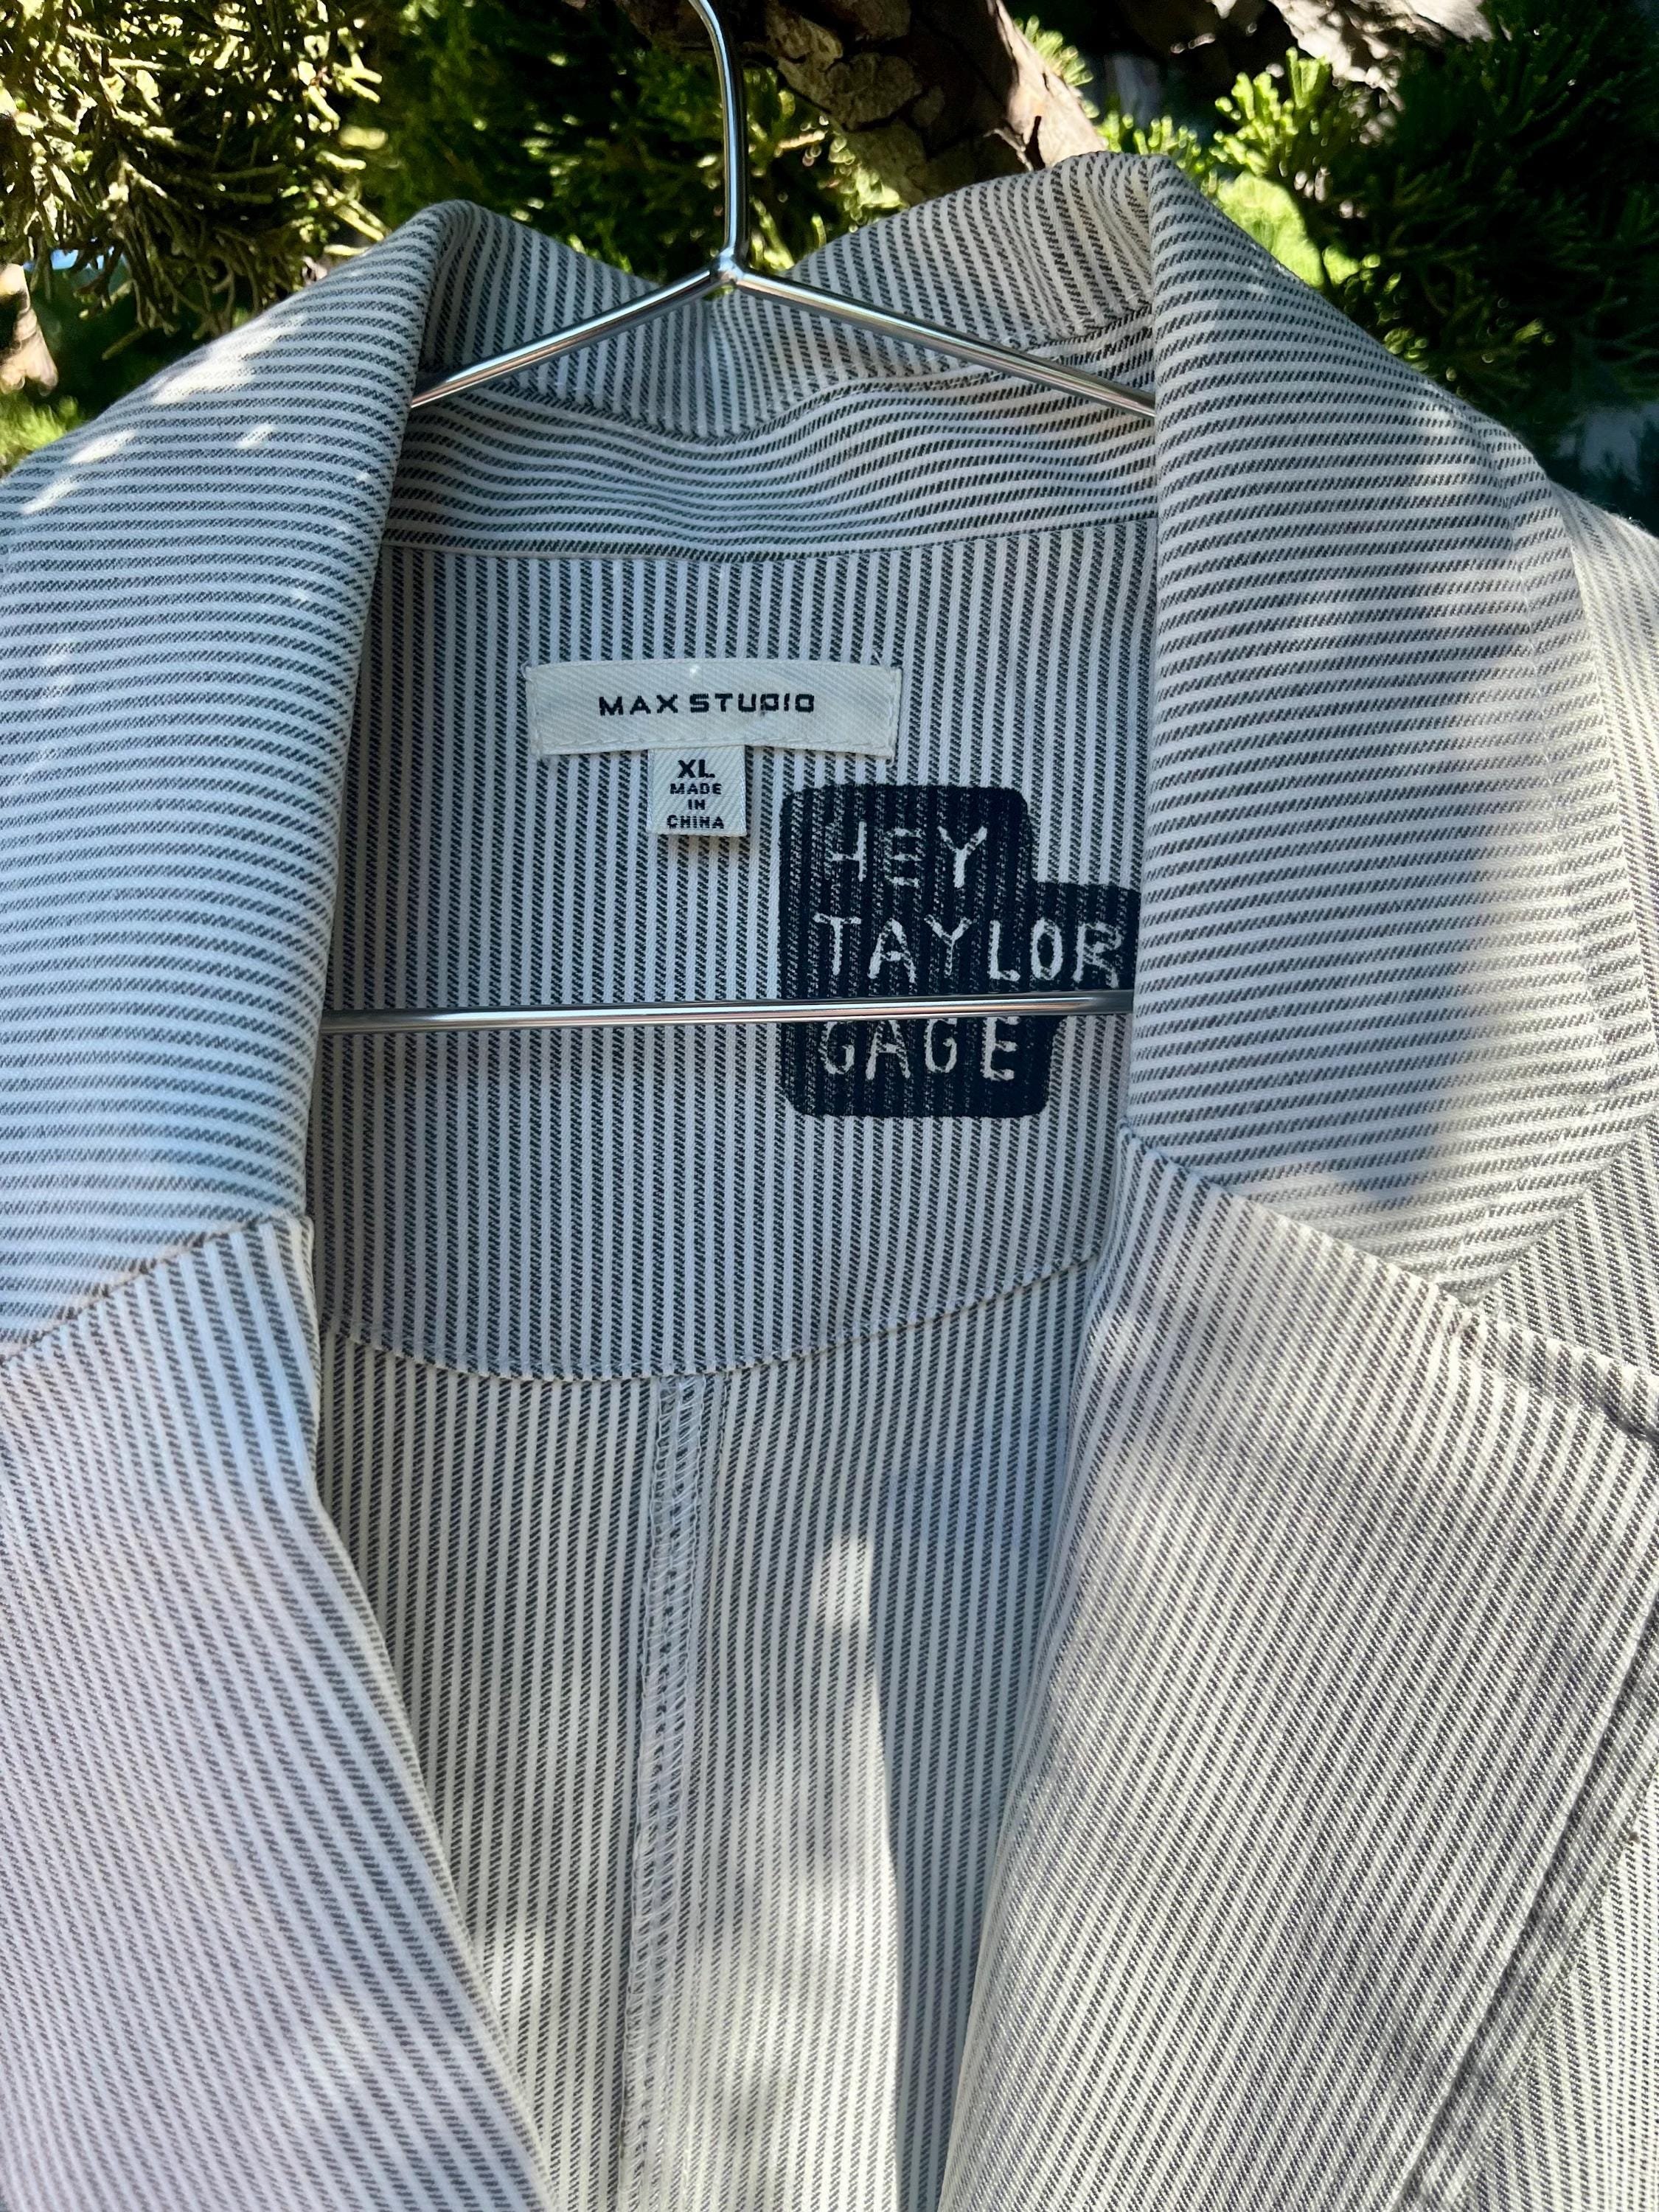 MAX STUDIO
XL
MADE
IN
CHINA
HEY
TAYLOR
GAGE